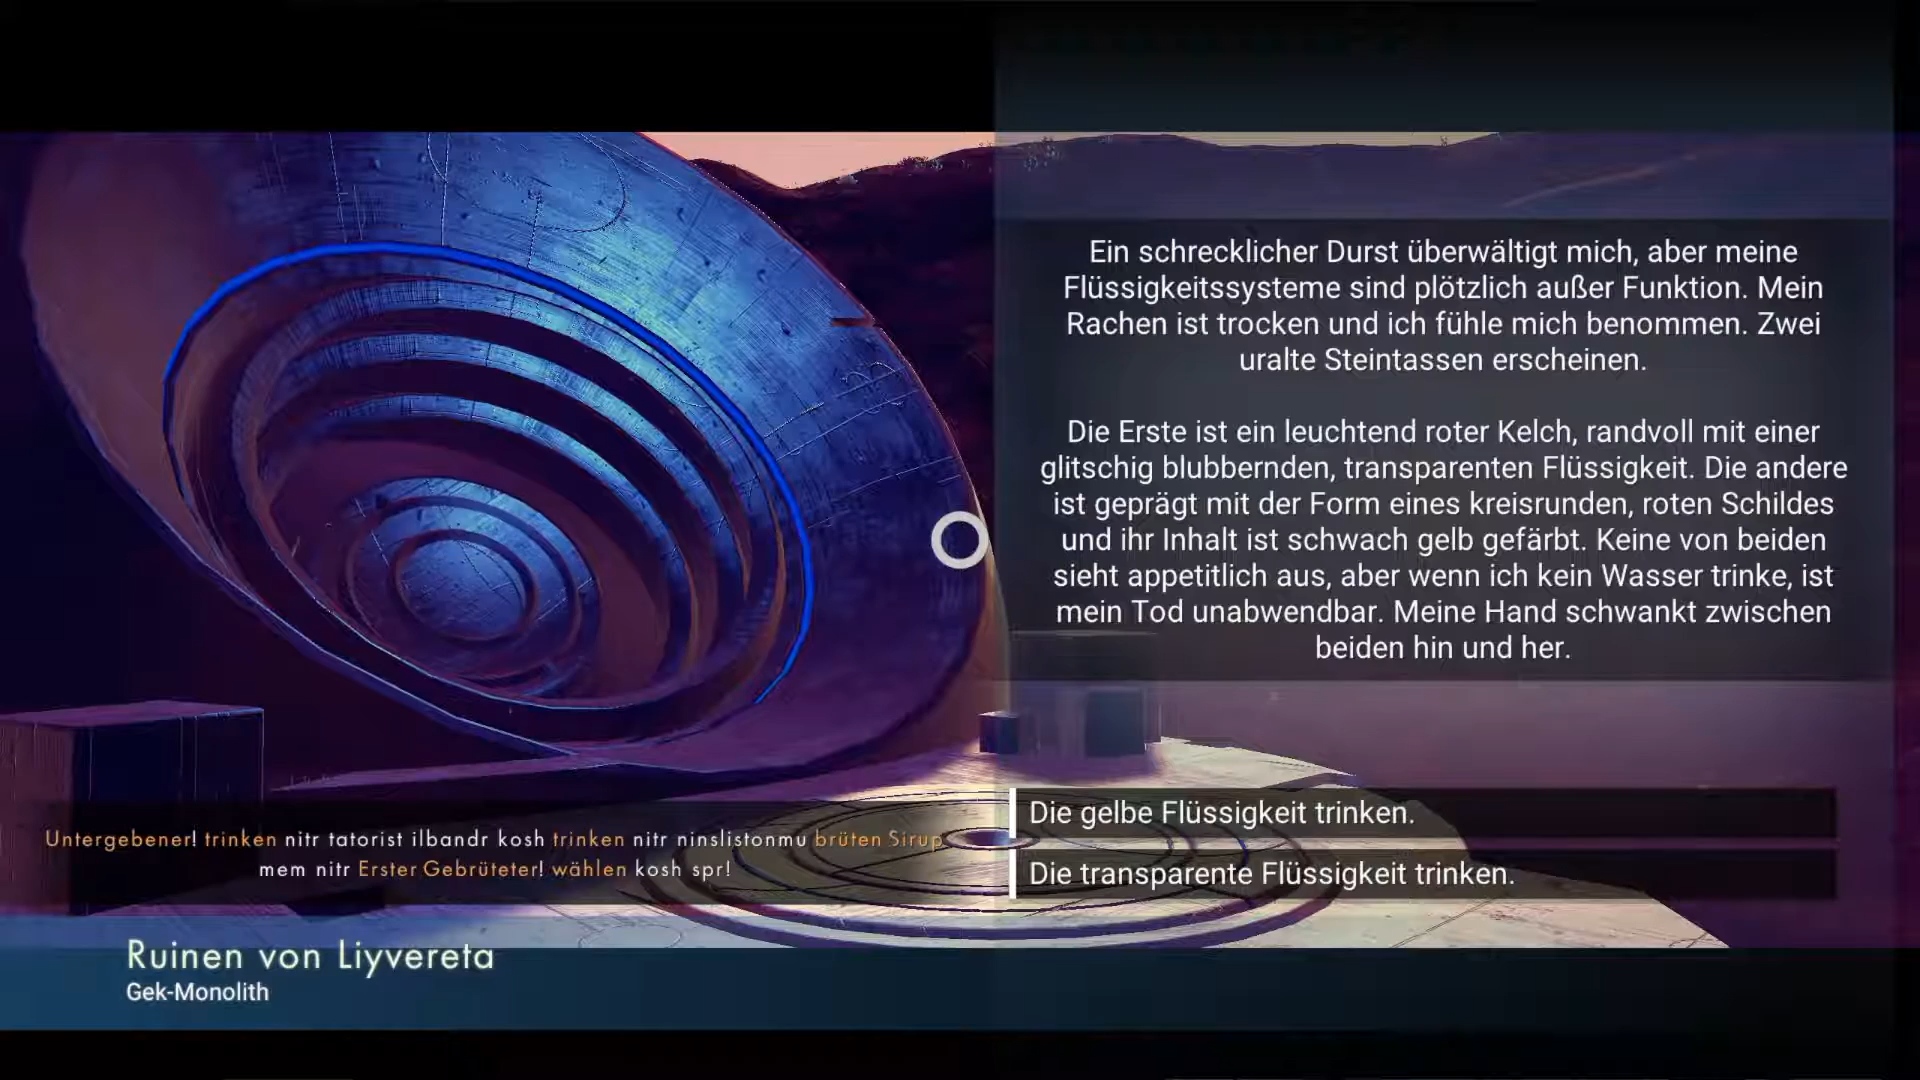 Ein schrecklicher Durst überwältigt mich, aber meine
Flüssigkeitssysteme sind plötzlich außer Funktion. Mein
Rachen ist trocken und ich fühle mich benommen. Zwei
uralte Steintassen erscheinen.
Die Erste ist ein leuchtend roter Kelch, randvoll mit einer
glitschig blubbernden, transparenten Flüssigkeit. Die andere
ist geprägt mit der Form eines kreisrunden, roten Schildes
und ihr Inhalt ist schwach gelb gefärbt. Keine von beiden
sieht appetitlich aus, aber wenn ich kein Wasser trinke, ist
mein Tod unabwendbar. Meine Hand schwankt zwischen
beiden hin und her.
Die gelbe Flüssigkeit trinken.
Die transparente Flüssigkeit trinken.
Untergebener! trinken nitr tatorist ilbandr kosh trinken nitr ninslistonmu brüten Sirup
mem nitr Erster Gebrüteter! wählen kosh spr!
Ruinen von Liyvereta
Gek-Monolith